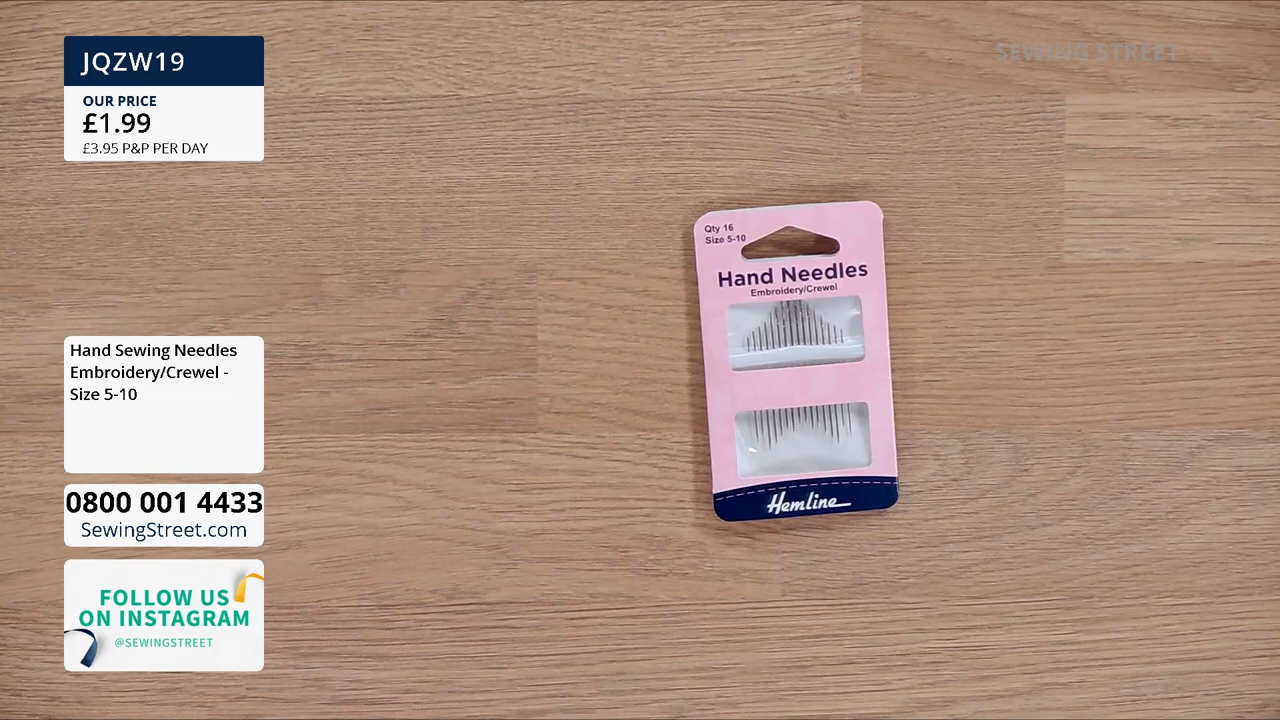 JQZW19
OUR PRICE
£1.99
£3.95 P&P PER DAY
SEWING STREET
Qty 16
Size 5-10
Hand Needles
Embroidery/Crewel
Hemline
Hand Sewing Needles
Embroidery/Crewel -
Size 5-10
0800 001 4433
SewingStreet.com
FOLLOW US
ON INSTAGRAM
@SEWINGSTREET